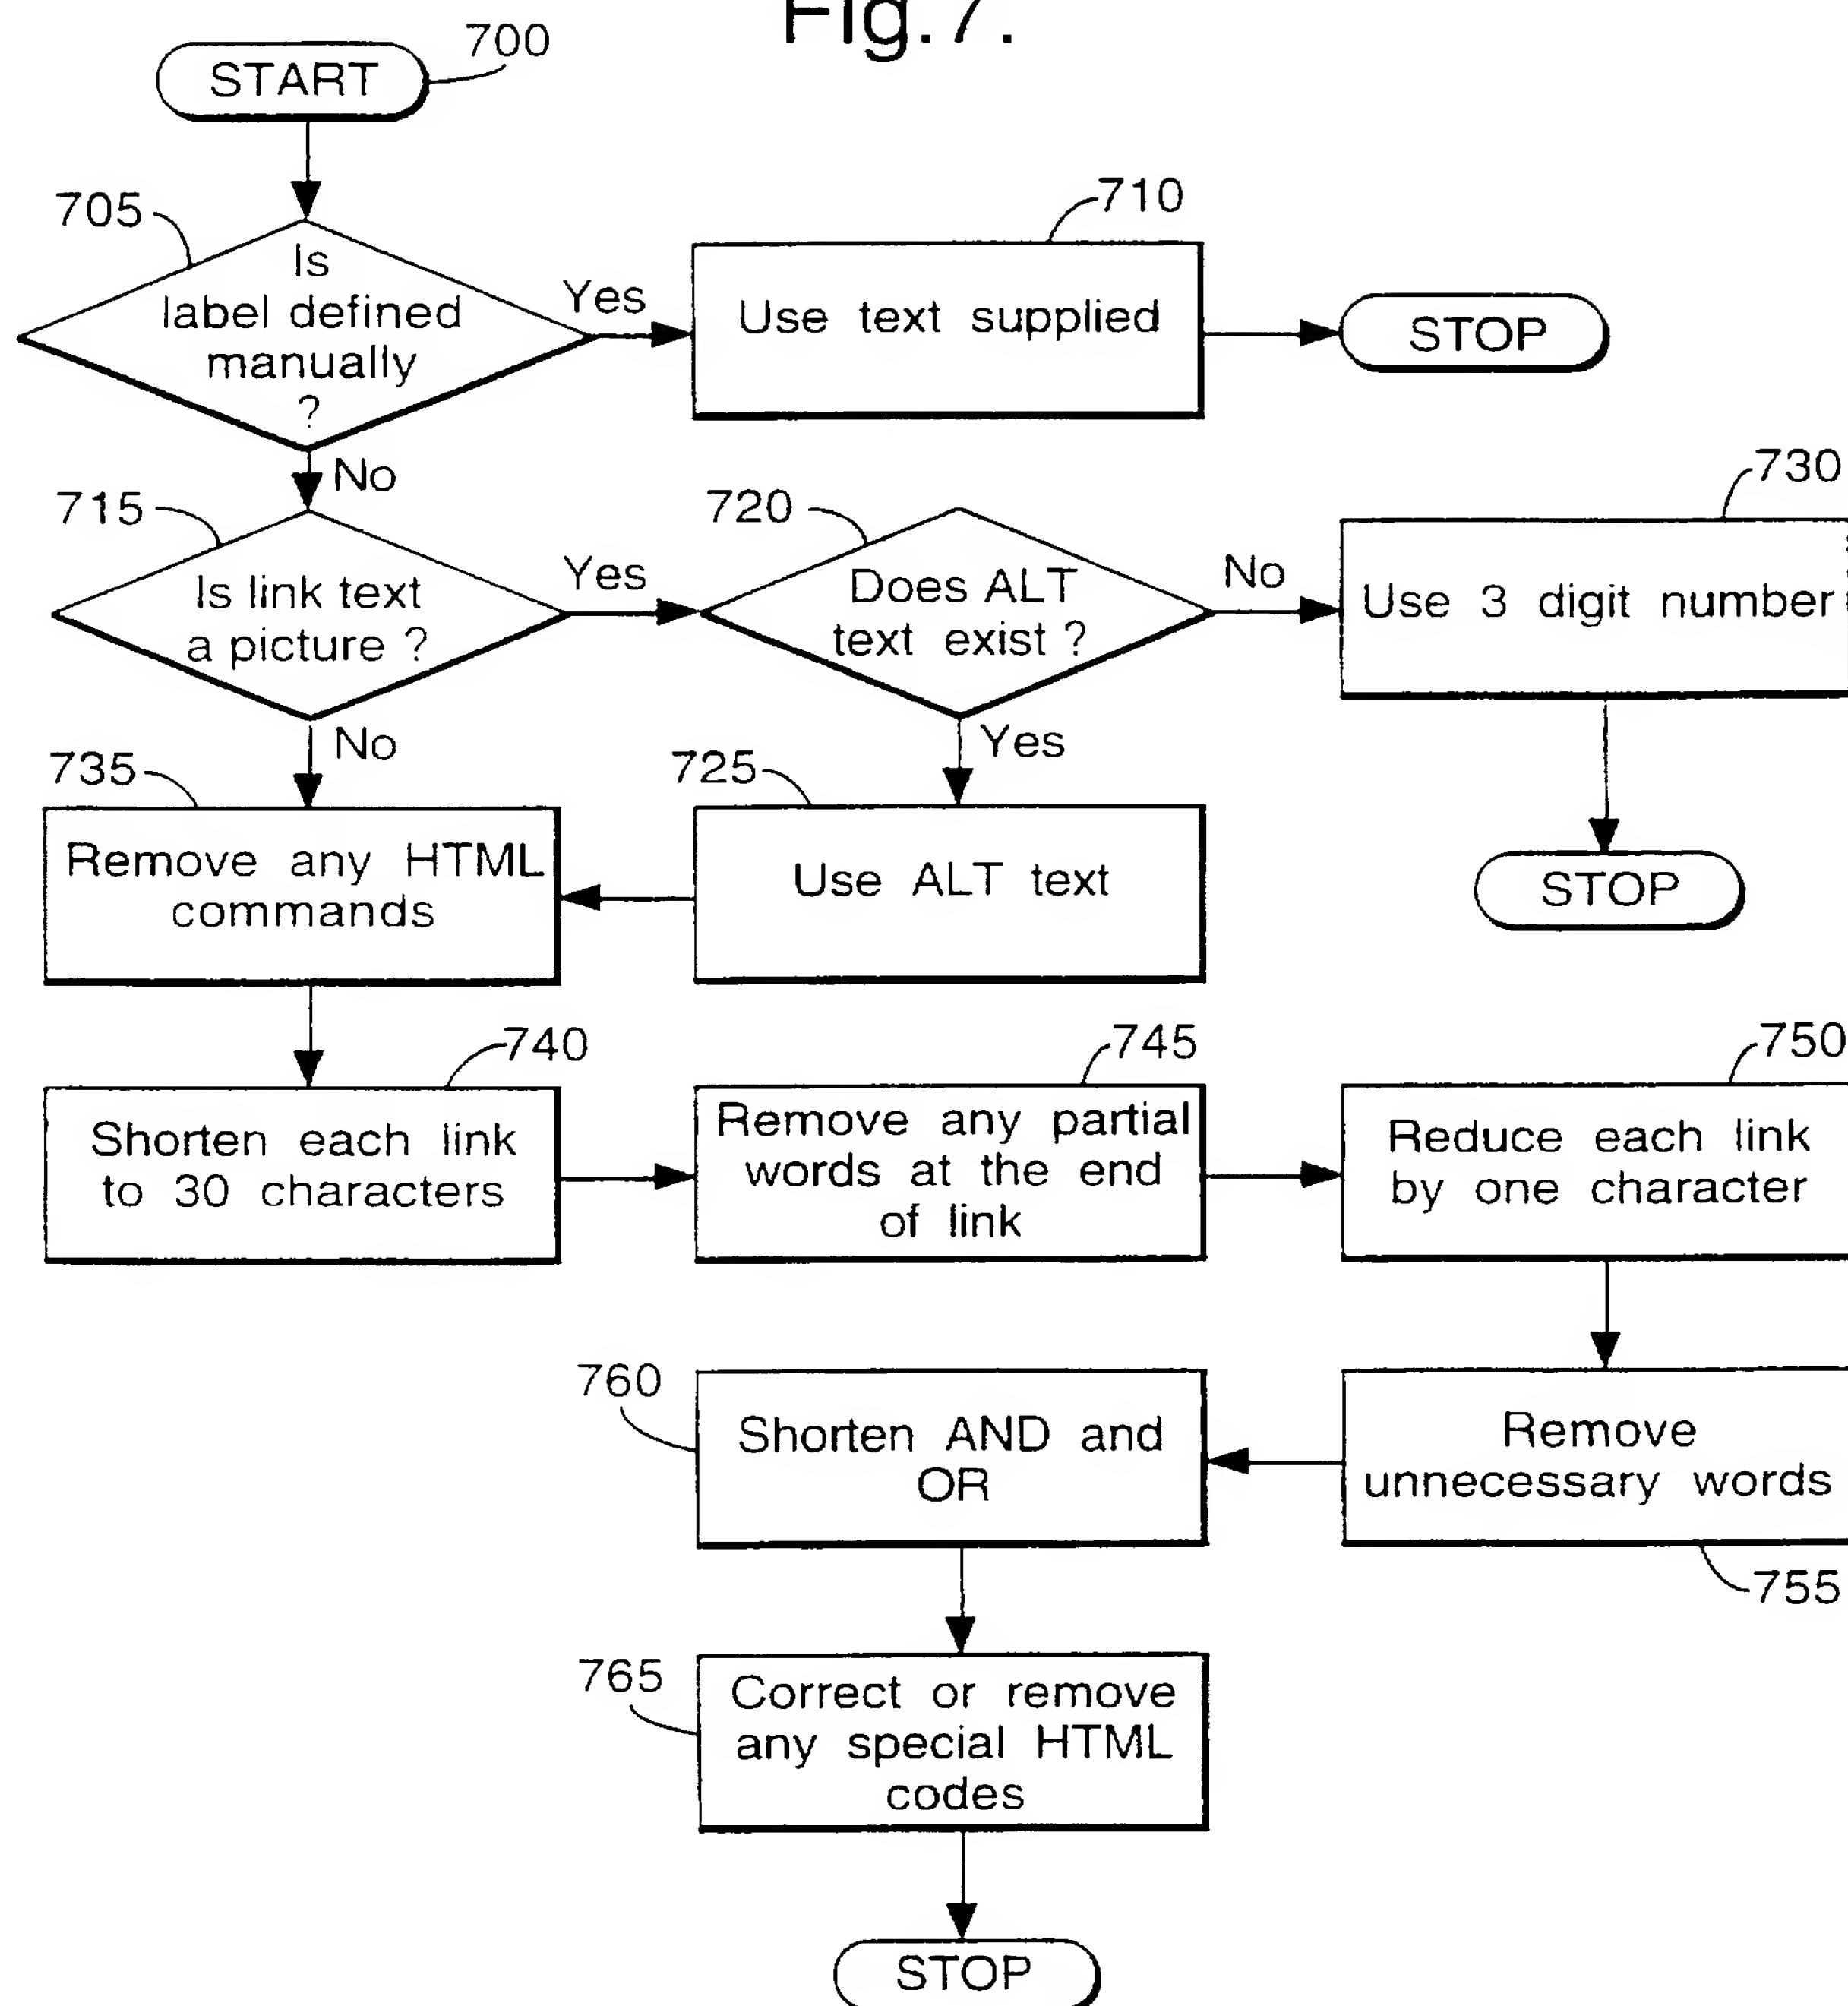 Fig.7.
START
700
705
Is
label defined
manually
?
Yes
710
Use text supplied
STOP
No
715
Is link text
a picture ?
Yes
720
Does ALT
text exist ?
No
730
Use 3 digit number
STOP
No
Yes
735
Remove any HTML
commands
725
Use ALT text
740
Shorten each link
to 30 characters
745
Remove any partial
words at the end
of link
750
Reduce each link
by one character
755
Remove
unnecessary words
760
Shorten AND and
OR
765
Correct or remove
any special HTML
codes
STOP